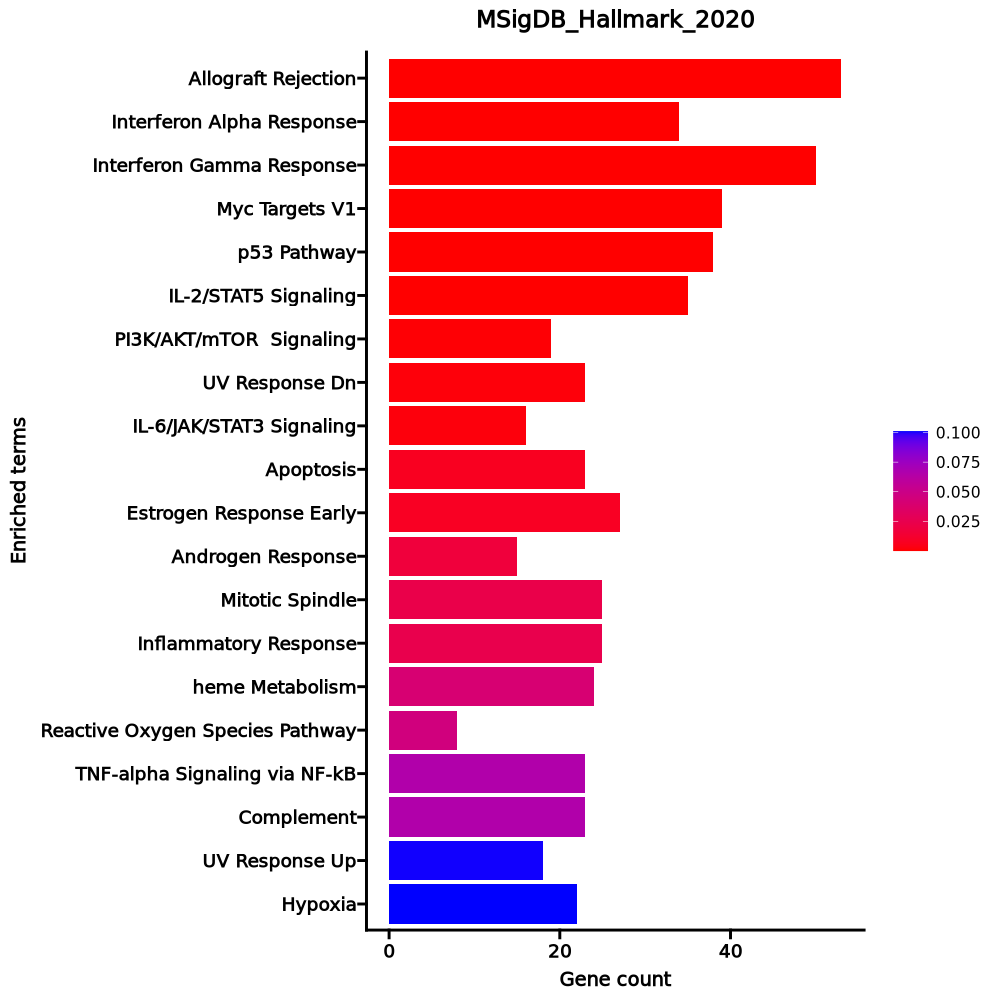 MSigDB_Hallmark_2020
Allograft Rejection
Interferon Alpha Response
Interferon Gamma Response
Myc Targets V1
p53 Pathway
IL-2/STAT5 Signaling
PI3K/AKT/mTOR  Signaling
UV Response Dn
IL-6/JAK/STAT3 Signaling
Apoptosis
Estrogen Response Early
Androgen Response
Mitotic Spindle
Inflammatory Response
heme Metabolism
Reactive Oxygen Species Pathway
TNF-alpha Signaling via NF-kB
Complement
UV Response Up
Hypoxia
Enriched terms
0 20 40
Gene count
0.100
0.075
0.050
0.025